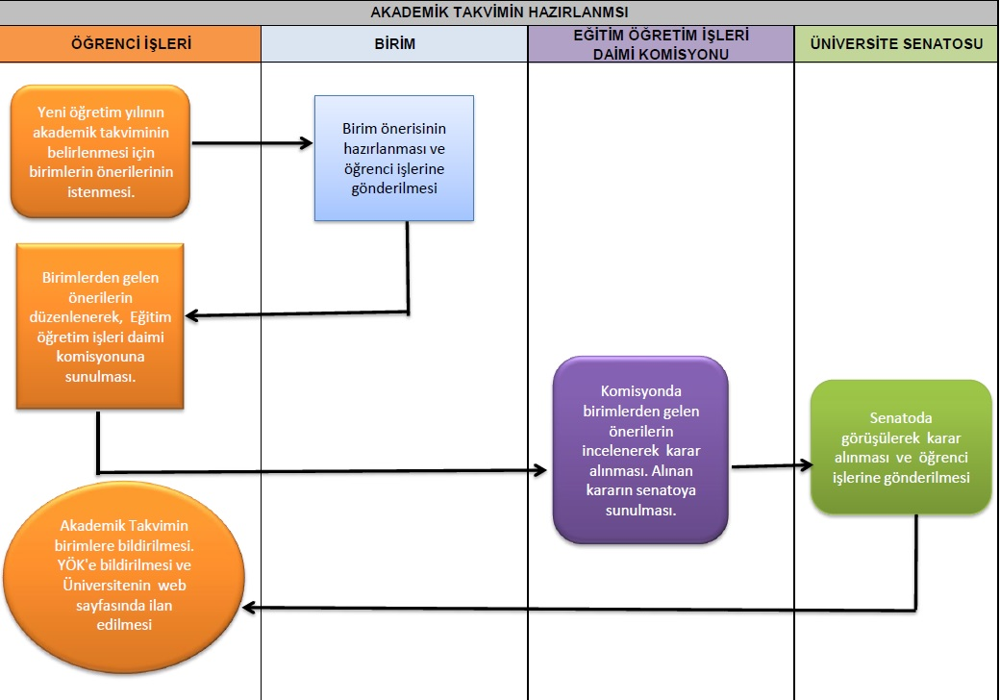 AKADEMİK TAKVİMİN HAZIRLANMSI
ÖĞRENCİ İŞLERİ
BİRİM
EĞİTİM ÖĞRETİM İŞLERİ
DAİMİ KOMİSYONU
ÜNİVERSİTE SENATOSU
Yeni öğretim yılının
akademik takviminin
belirlenmesi için
birimlerin önerilerinin
istenmesi.
Birim önerisinin
hazırlanması ve
öğrenci işlerine
gönderilmesi
Birimlerden gelen
önerilerin
düzenlenerek, Eğitim
öğretim işleri daimi
komisyonuna
sunulması.
Komisyonda
birimlerden gelen
önerilerin
incelenerek karar
alınması. Alınan
kararın senatoya
sunulması.
Senatoda
görüşülerek karar
alınması ve öğrenci
işlerine gönderilmesi
Akademik Takvimin
birimlere bildirilmesi.
YÖK'e bildirilmesi ve
Üniversitenin web
sayfasında ilan
edilmesi